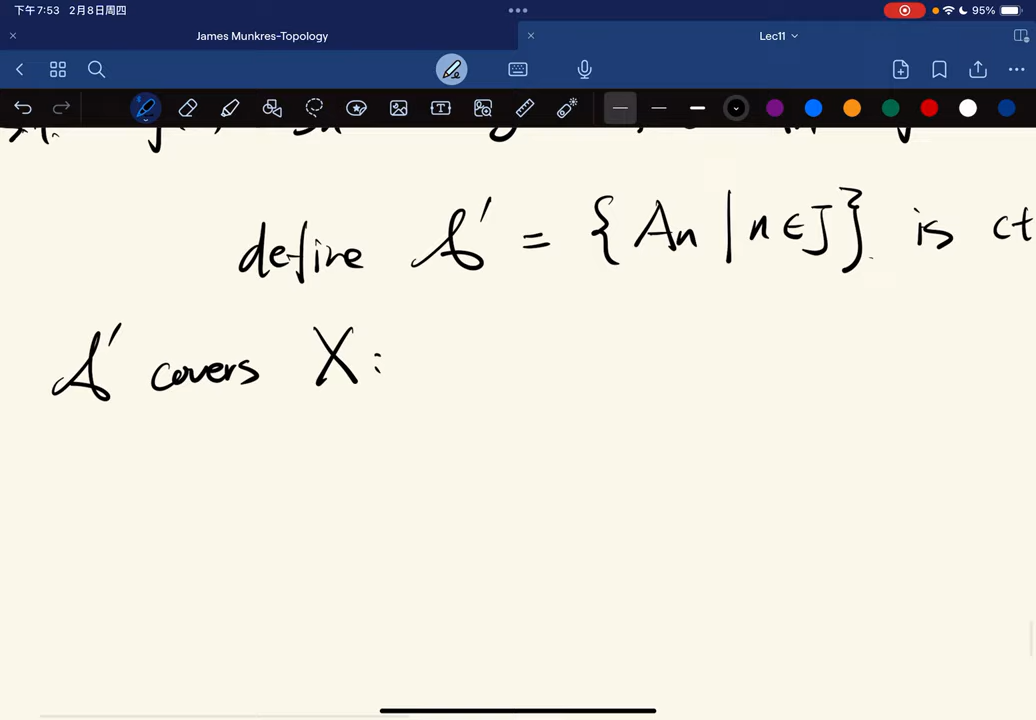 下午7:53 2月8日周四 95%
James Munkres-Topology Lec11
define 𝒜' = {An | n ∈ J} is ct
𝒜' covers X: